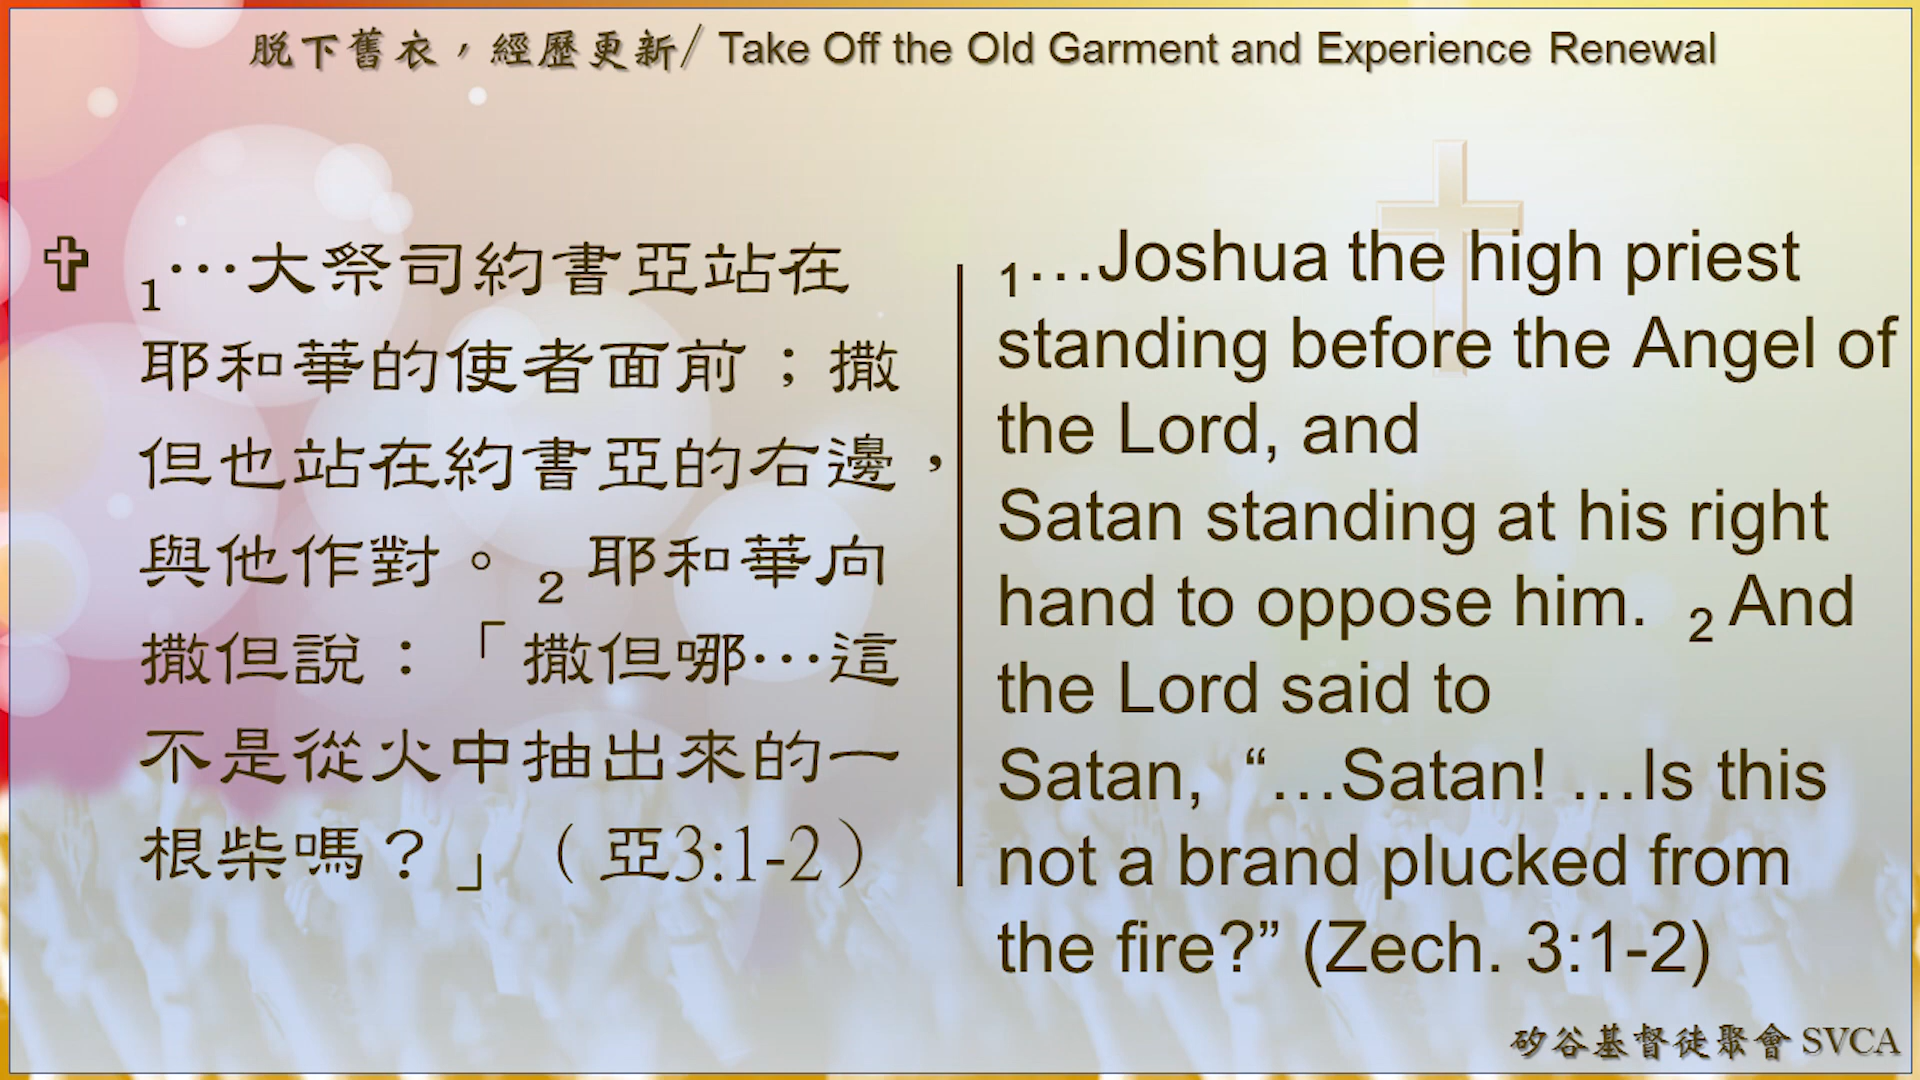 脫下舊衣，經歷更新/ Take Off the Old Garment and Experience Renewal
1…大祭司約書亞站在
耶和華的使者面前；撒
但也站在約書亞的右邊，
與他作對。 2 耶和華向
撒但說：「撒但哪…這
不是從火中抽出來的一
根柴嗎？」（亞3:1-2）
1…Joshua the high priest
standing before the Angel of
the Lord, and
Satan standing at his right
hand to oppose him. 2 And
the Lord said to
Satan, “…Satan! …Is this
not a brand plucked from
the fire?” (Zech. 3:1-2)
矽谷基督徒聚會 SVCA